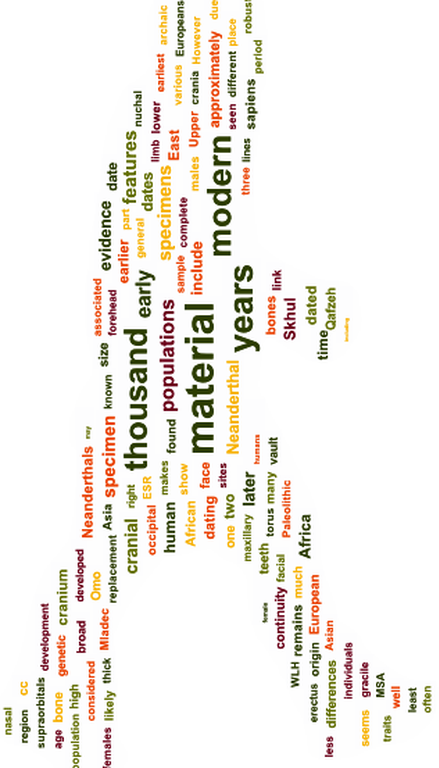 robust
due
archaic
Europeans
However
place
period
earliest
various
crania
approximately
different
seen
sapiens
nuchal
lower
limb
Upper
East
features
males
lines
three
date
dates
specimens
complete
modern
evidence
part
general
earlier
sample
include
early
years
link
bones
Skhul
dated
Qafzeh
time
including
associated
forehead
populations
material
thousand
size
known
Neanderthal
found
specimen
may
Neanderthals
humans
vault
makes
show
face
sites
later
many
right
ESR
Asia
cranial
occipital
human
African
dating
one
two
maxillary
torus
Paleolithic
teeth
Africa
facial
replacement
developed
Omo
cranium
female
continuity
much
European
remains
WLH
origin
Asian
development
genetic
broad
Mladec
erectus
differences
individuals
gracile
MSA
CC
supraorbitals
bone
high
considered
thick
likely
seems
traits
well
least
often
less
nasal
region
age
population
females